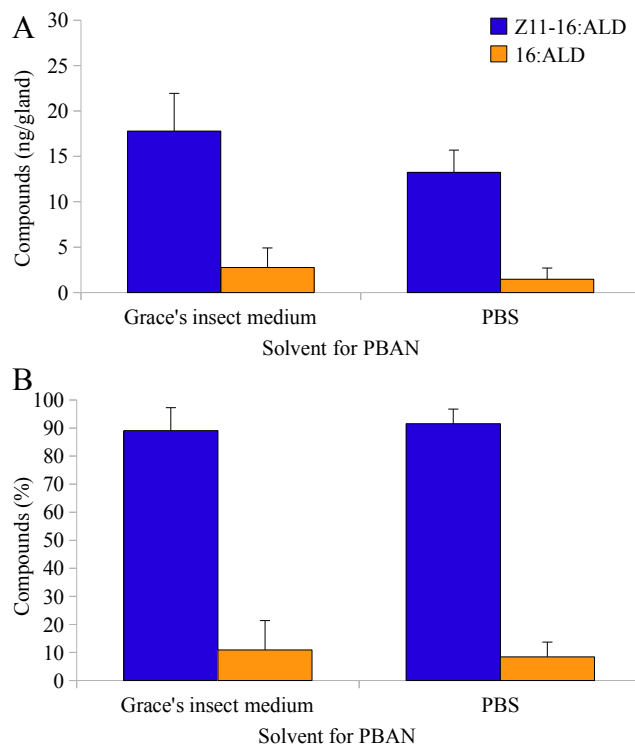 A
30
25
20
15
10
5
0
Compounds (ng/gland)
Z11-16:ALD
16:ALD
Grace's insect medium PBS
Solvent for PBAN
B
100
90
80
70
60
50
40
30
20
10
0
Compounds (%)
Grace's insect medium PBS
Solvent for PBAN